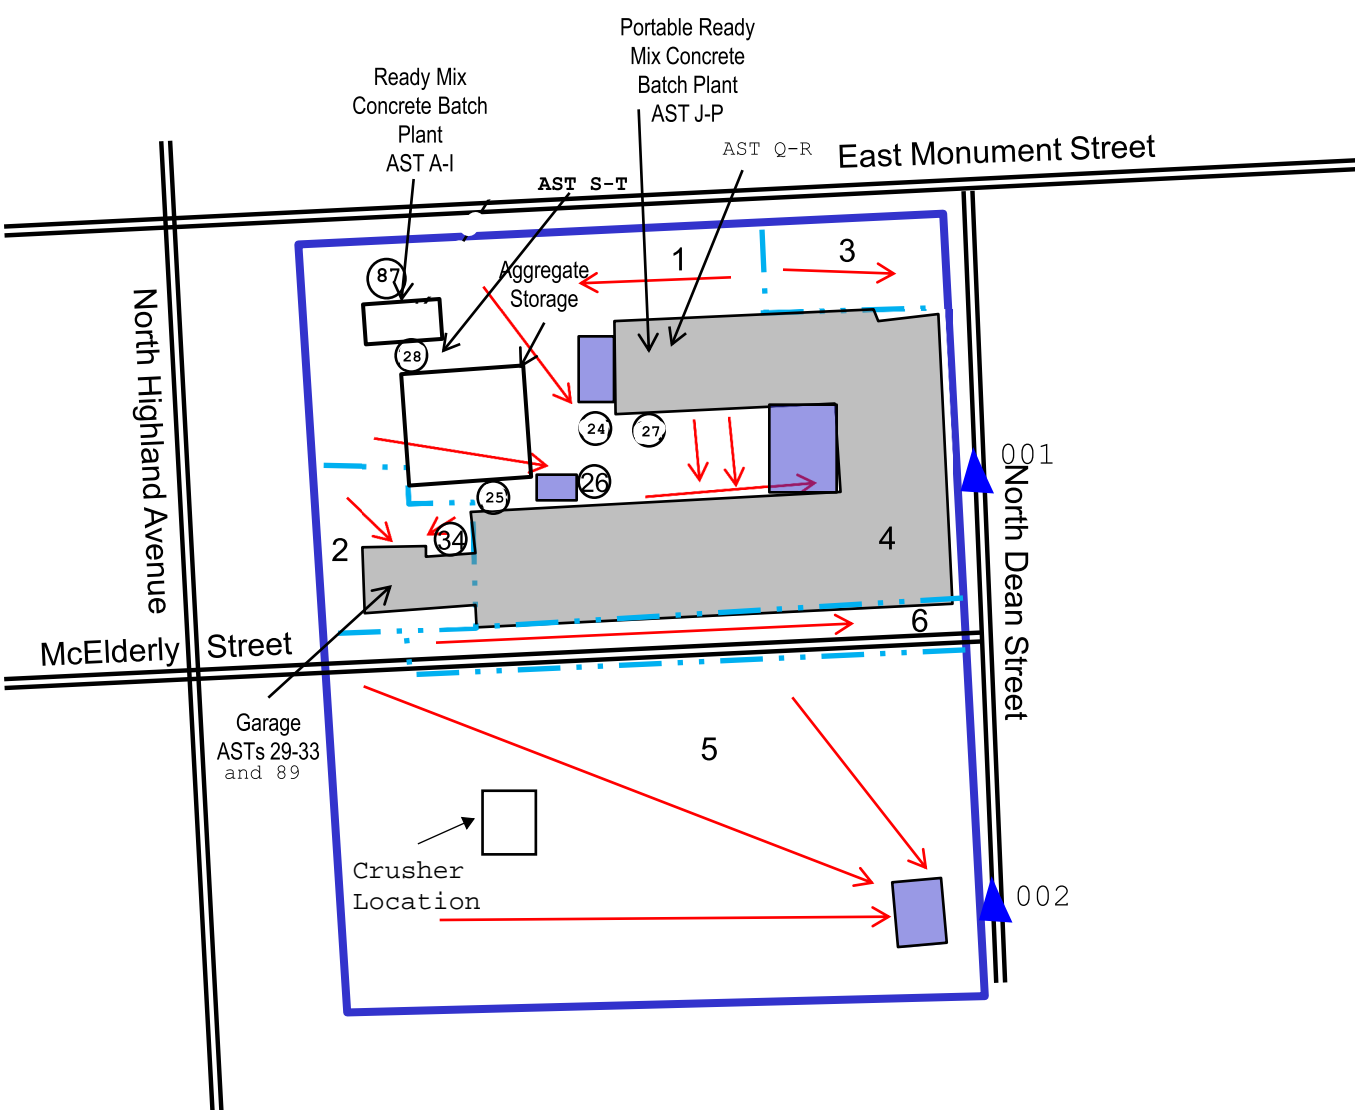 Portable Ready
Mix Concrete
Batch Plant
AST J-P
Ready Mix
Concrete Batch
Plant
AST A-I
AST Q-R
East Monument Street
AST S-T
1
3
87
Aggregate
Storage
28
24
27
North Highland Avenue
001
26
25
34
2
4
North Dean Street
6
McElderly Street
Garage
ASTs 29-33
and 89
5
Crusher
Location
002